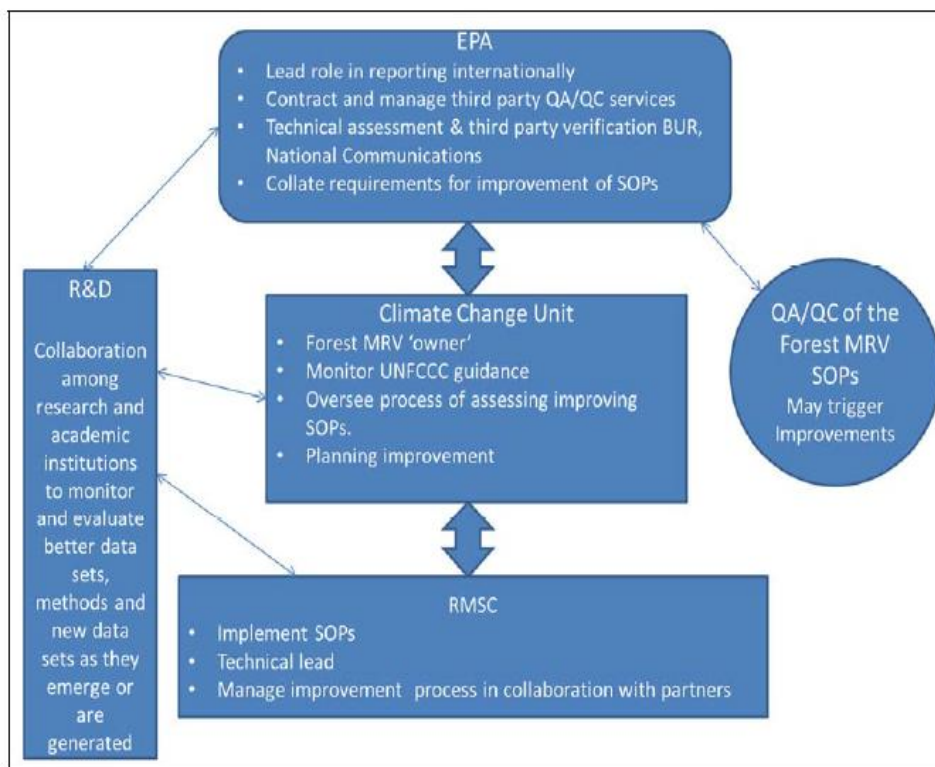 EPA
• Lead role in reporting internationally
• Contract and manage third party QA/QC services
• Technical assessment & third party verification BUR,
National Communications
• Collate requirements for improvement of SOPs
R&D
Collaboration
among
research and
academic
institutions
to monitor
and evaluate
better data
sets,
methods and
new data
sets as they
emerge or
are
generated
Climate Change Unit
• Forest MRV ‘owner’
• Monitor UNFCCC guidance
• Oversee process of assessing improving
SOPs.
• Planning improvement
QA/QC of the
Forest MRV
SOPs
May trigger
Improvements
RMSC
• Implement SOPs
• Technical lead
• Manage improvement process in collaboration with partners